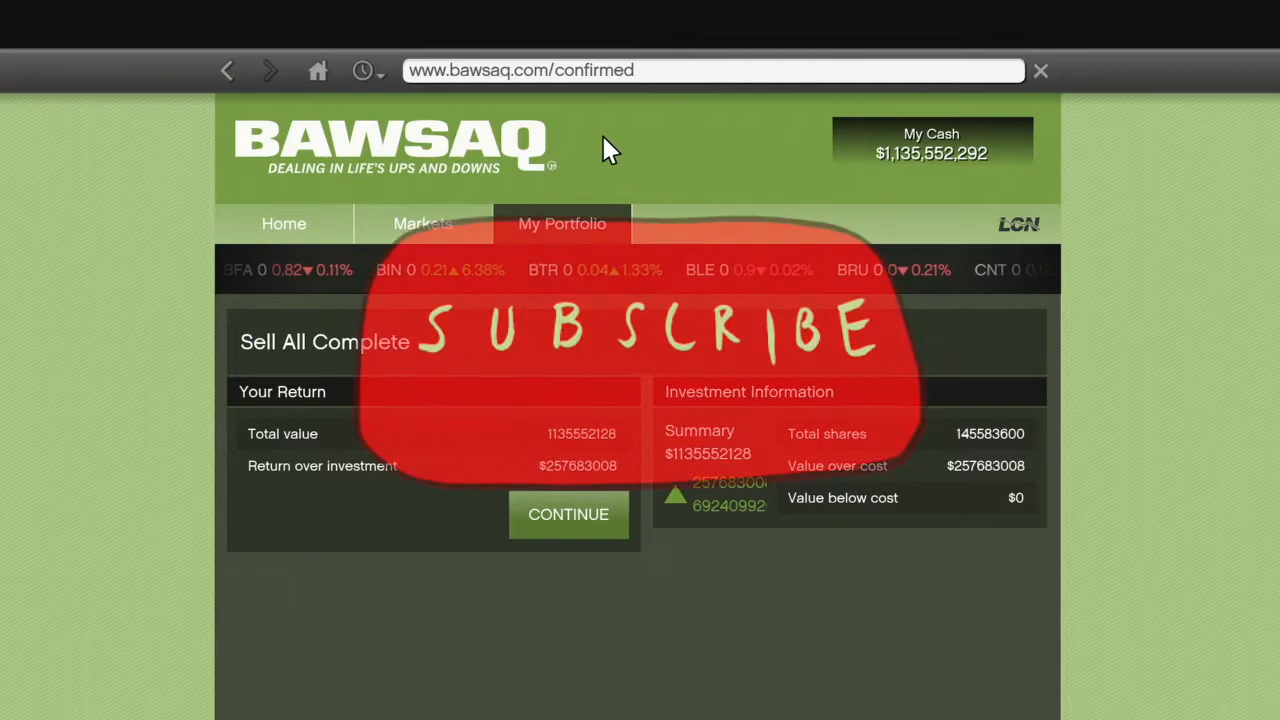 www.bawsaq.com/confirmed
BAWSAQ
DEALING IN LIFE'S UPS AND DOWNS
My Cash
$1,135,552,292
Home Markets My Portfolio LCN
BFA 0 0.82▼0.11% BIN 0 0.21▲6.38% BTR 0 0.04▲1.33% BLE 0 0.9▼0.02% BRU 0 0▼0.21% CNT 0
SUBSCRIBE
Sell All Complete
Your Return
Total value 1135552128
Return over investment $257683008
CONTINUE
Investment Information
Summary
$1135552128
257683008
69240992
Total shares 145583600
Value over cost $257683008
Value below cost $0